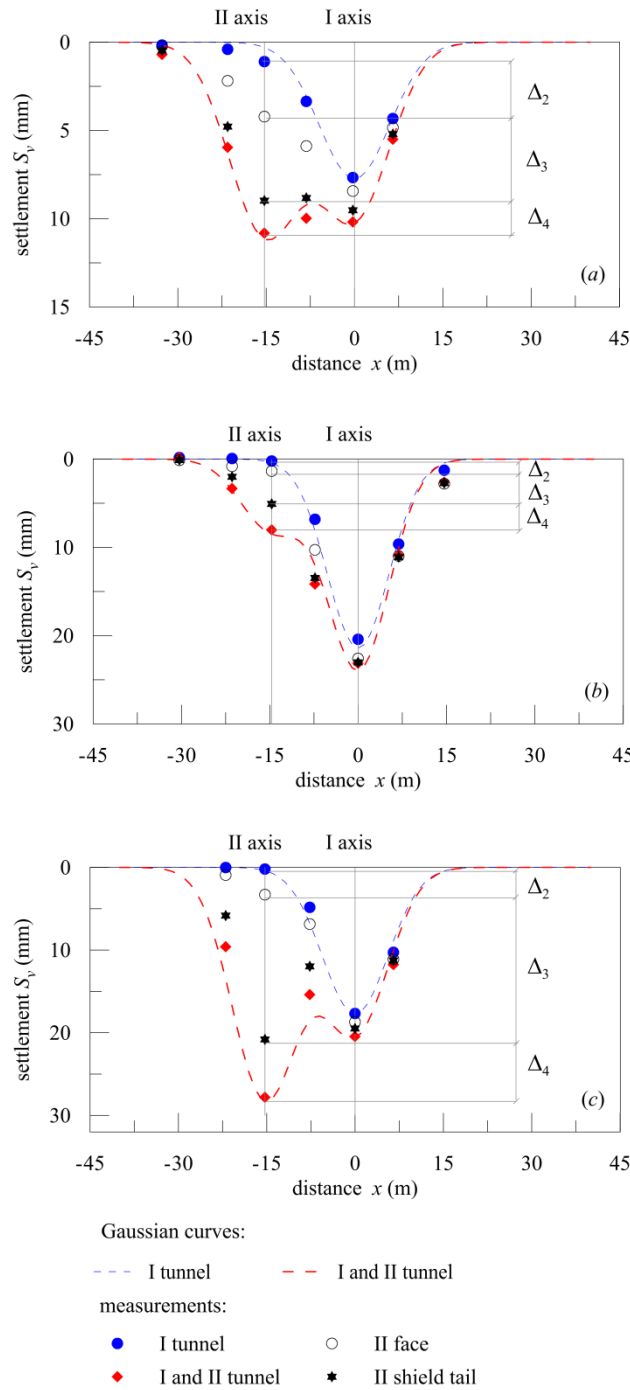 II axis I axis
0
5
10
15
settlement Sᵥ (mm)
Δ₂
Δ₃
Δ₄
(a)
-45 -30 -15 0 15 30 45
distance x (m)
II axis I axis
0
10
20
30
settlement Sᵥ (mm)
Δ₂
Δ₃
Δ₄
(b)
-45 -30 -15 0 15 30 45
distance x (m)
II axis I axis
0
10
20
30
settlement Sᵥ (mm)
Δ₂
Δ₃
Δ₄
(c)
-45 -30 -15 0 15 30 45
distance x (m)
Gaussian curves:
I tunnel I and II tunnel
measurements:
I tunnel II face
I and II tunnel II shield tail